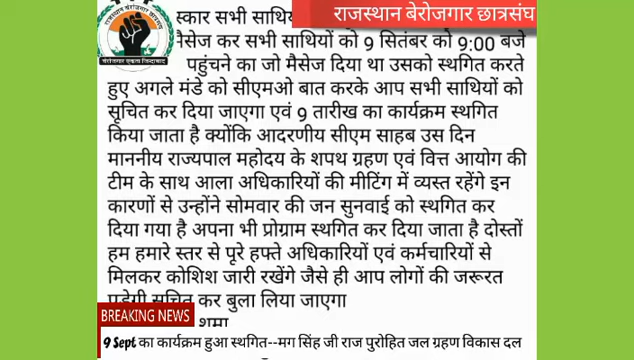 राजस्थान बेरोजगार छात्रसंघ
स्कार सभी साथिय
मैसेज कर सभी साथियों को 9 सितंबर को 9:00 बजे
पहुंचने का जो मैसेज दिया था उसको स्थगित करते
हुए अगले मंडे को सीएमओ बात करके आप सभी साथियों को
सूचित कर दिया जाएगा एवं 9 तारीख का कार्यक्रम स्थगित
किया जाता है क्योंकि आदरणीय सीएम साहब उस दिन
माननीय राज्यपाल महोदय के शपथ ग्रहण एवं वित्त आयोग की
टीम के साथ आला अधिकारियों की मीटिंग में व्यस्त रहेंगे इन
कारणों से उन्होंने सोमवार की जन सुनवाई को स्थगित कर
दिया गया है अपना भी प्रोग्राम स्थगित कर दिया जाता है दोस्तों
हम हमारे स्तर से पूरे हफ्ते अधिकारियों एवं कर्मचारियों से
मिलकर कोशिश जारी रखेंगे जैसे ही आप लोगों की जरूरत
पड़ेगी सूचित कर बुला लिया जाएगा
BREAKING NEWS
9 Sept का कार्यक्रम हुआ स्थगित--मग सिंह जी राज पुरोहित जल ग्रहण विकास दल